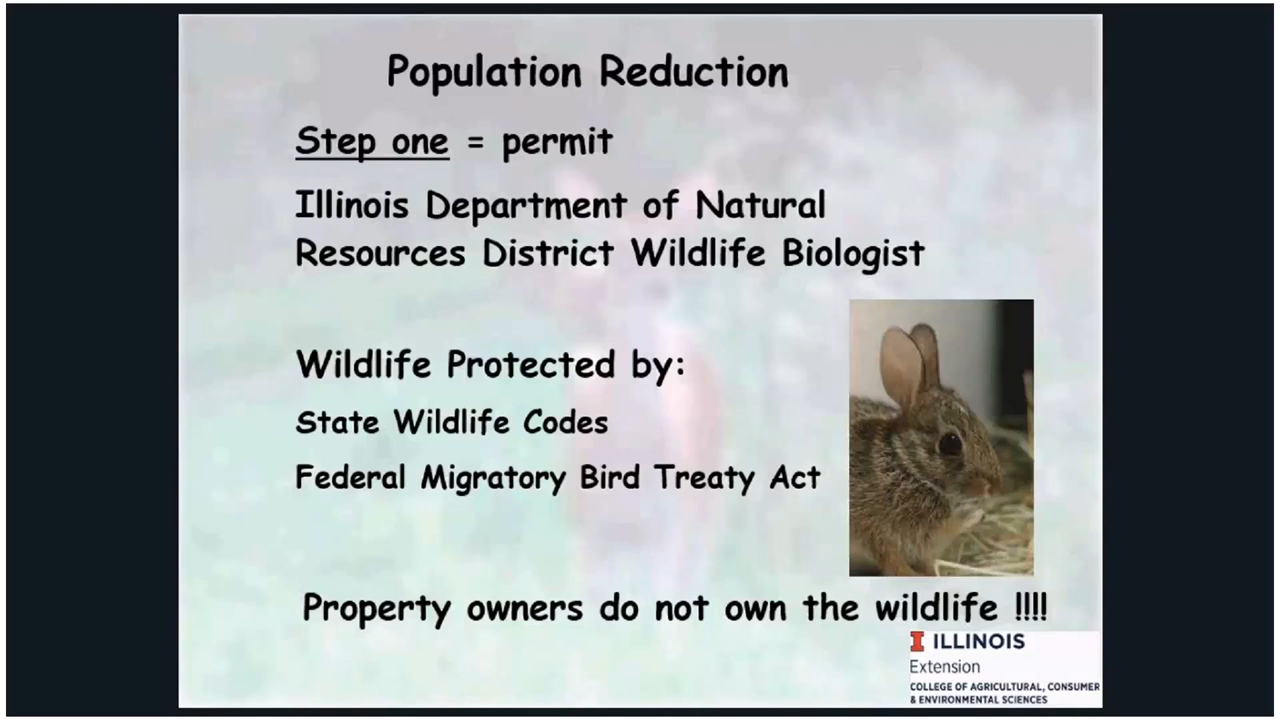 Population Reduction
Step one = permit
Illinois Department of Natural
Resources District Wildlife Biologist
Wildlife Protected by:
State Wildlife Codes
Federal Migratory Bird Treaty Act
Property owners do not own the wildlife !!!!
I ILLINOIS
Extension
COLLEGE OF AGRICULTURAL, CONSUMER
& ENVIRONMENTAL SCIENCES